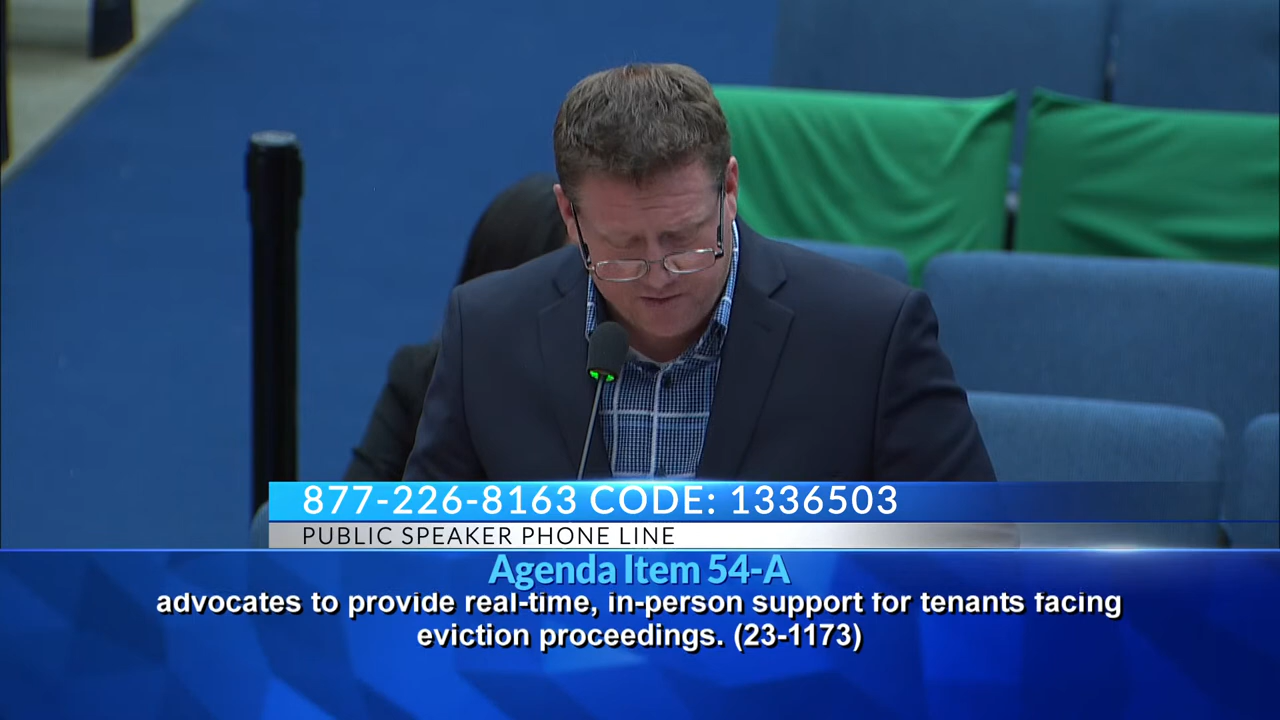 877-226-8163 CODE: 1336503
PUBLIC SPEAKER PHONE LINE
Agenda Item 54-A
advocates to provide real-time, in-person support for tenants facing
eviction proceedings. (23-1173)